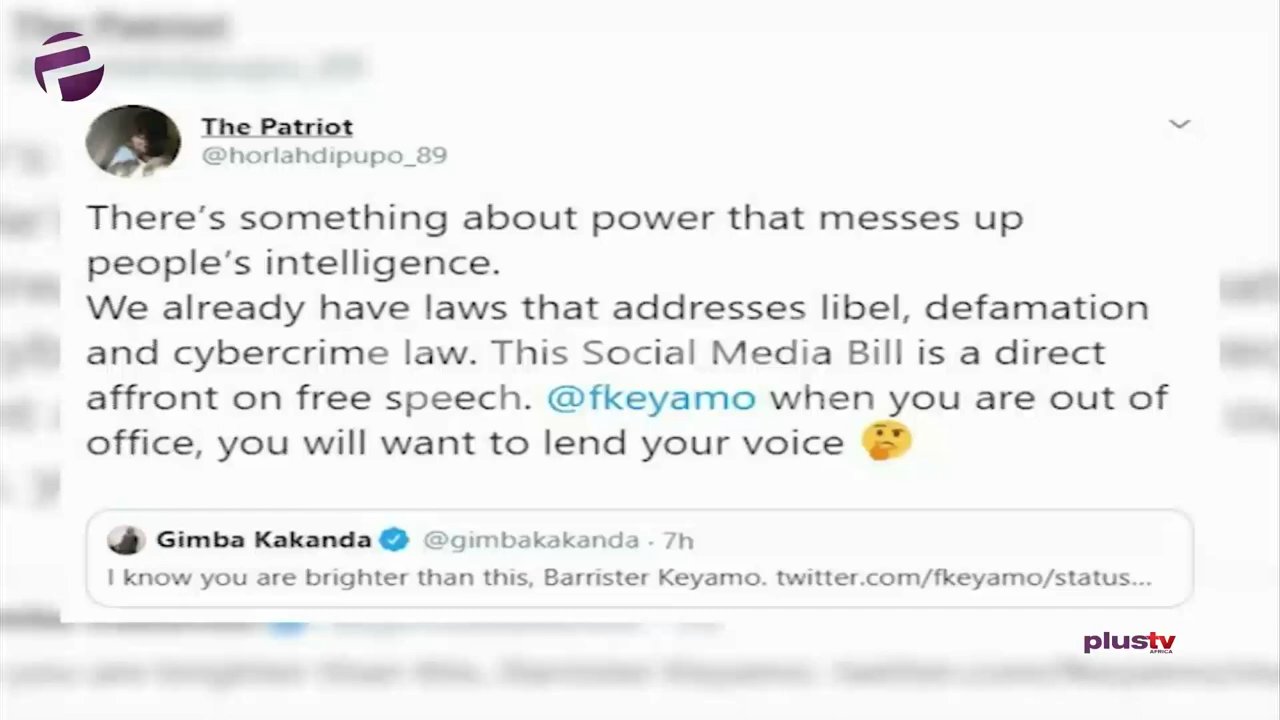 The Patriot
@horlahdipupo_89
There's something about power that messes up
people's intelligence.
We already have laws that addresses libel, defamation
and cybercrime law. This Social Media Bill is a direct
affront on free speech. @fkeyamo when you are out of
office, you will want to lend your voice 🤔
Gimba Kakanda @gimbakakanda · 7h
I know you are brighter than this, Barrister Keyamo. twitter.com/fkeyamo/status...
plustv
AFRICA